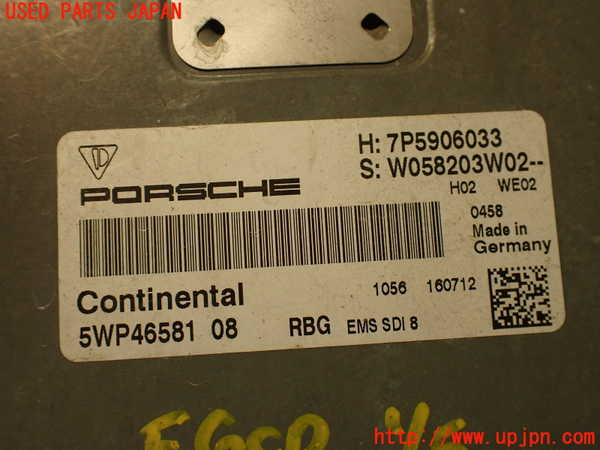 USED PARTS JAPAN
H: 7P5906033
S: W058203W02--
H02 WE02
PORSCHE
0458
Made in
Germany
Continental
1056 160712
5WP46581 08 RBG EMS SDI 8
http://www.upjpn.com/